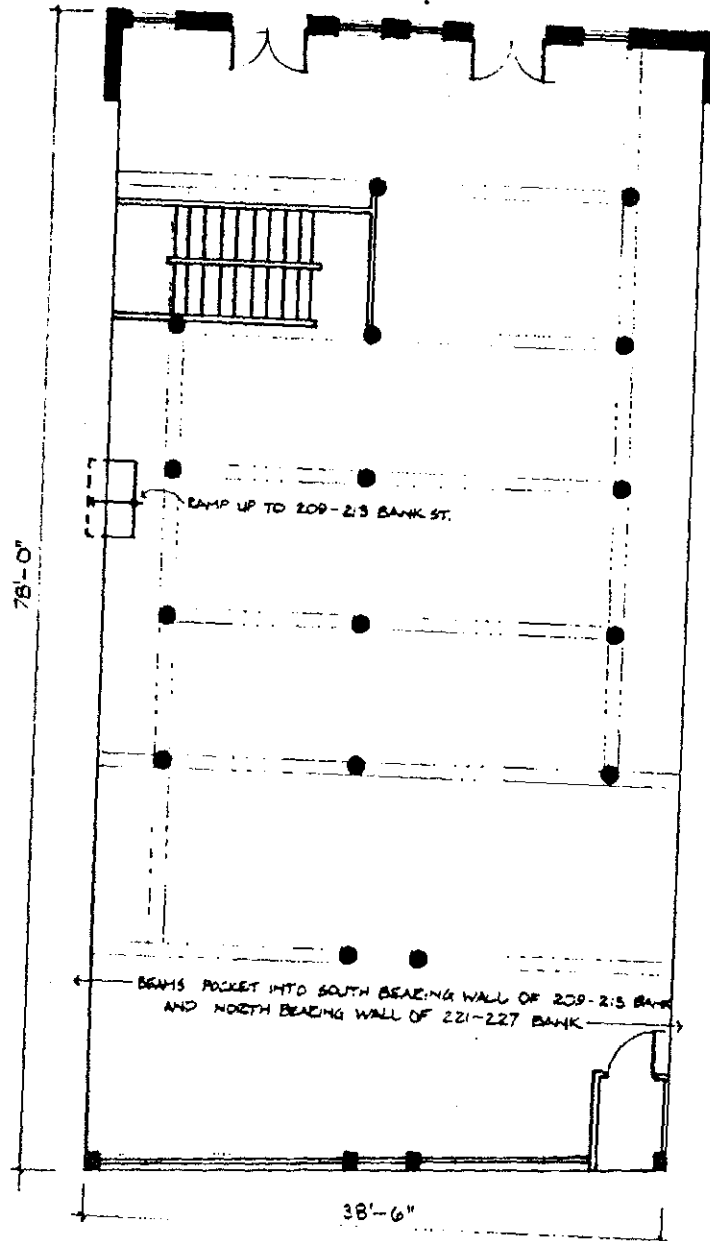 78'-0"
RAMP UP TO 209-213 BANK ST.
BEAMS POCKET INTO SOUTH BEARING WALL OF 209-213 BANK
AND NORTH BEARING WALL OF 221-227 BANK
38'-6"